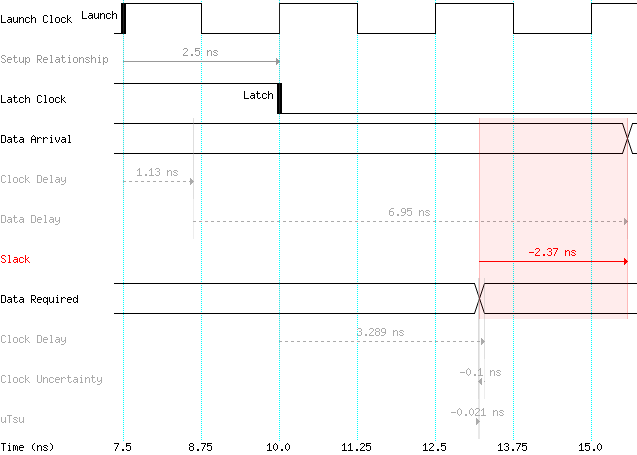 Launch Clock Launch
Setup Relationship 2.5 ns
Latch Clock Latch
Data Arrival
Clock Delay 1.13 ns
Data Delay 6.95 ns
Slack -2.37 ns
Data Required
Clock Delay 3.289 ns
Clock Uncertainty -0.1 ns
uTsu -0.021 ns
Time (ns) 7.5 8.75 10.0 11.25 12.5 13.75 15.0